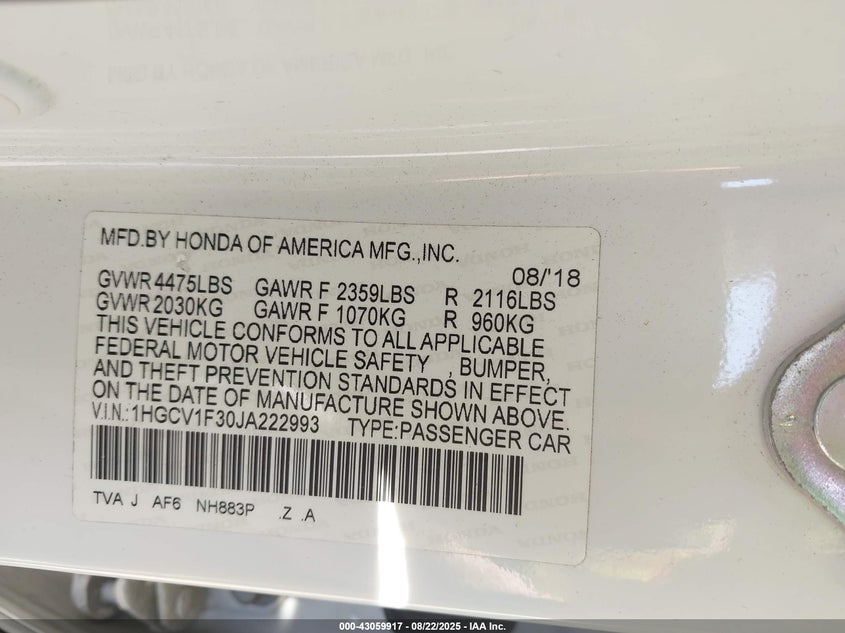 MFD.BY HONDA OF AMERICA MFG.,INC.
08/'18
GVWR 4475LBS GAWR F 2359LBS R 2116LBS
GVWR 2030KG GAWR F 1070KG R 960KG
THIS VEHICLE CONFORMS TO ALL APPLICABLE
FEDERAL MOTOR VEHICLE SAFETY , BUMPER,
AND THEFT PREVENTION STANDARDS IN EFFECT
ON THE DATE OF MANUFACTURE SHOWN ABOVE.
V.I.N.:1HGCV1F30JA222993 TYPE:PASSENGER CAR
TVA J AF6 NH883P .Z .A
000-43059917 - 08/22/2025 - IAA Inc.